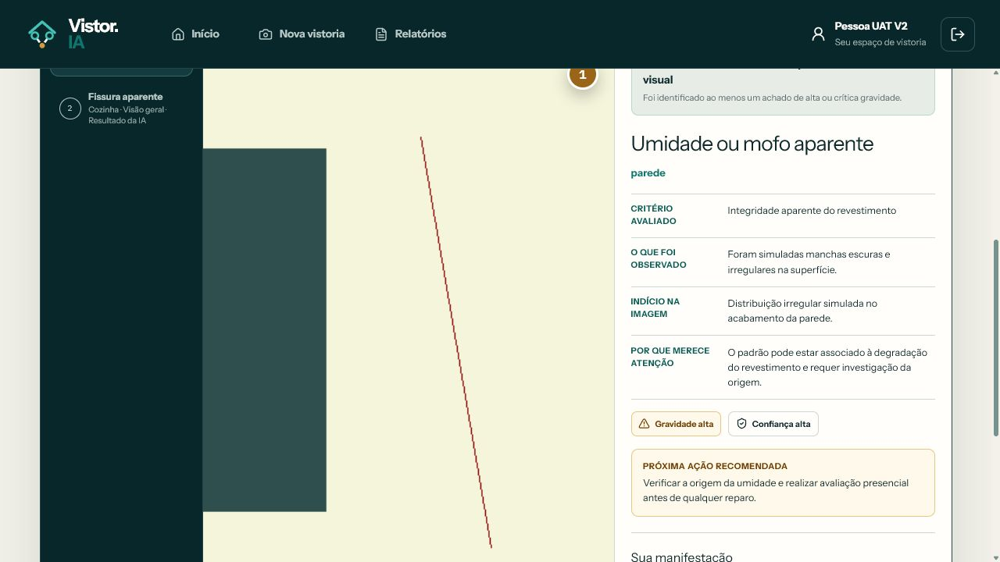 Vistor.
IA
Início
Nova vistoria
Relatórios
Pessoa UAT V2
Seu espaço de vistoria
2
Fissura aparente
Cozinha · Visão geral ·
Resultado da IA
1
visual
Foi identificado ao menos um achado de alta ou crítica gravidade.
Umidade ou mofo aparente
parede
CRITÉRIO
AVALIADO
Integridade aparente do revestimento
O QUE FOI
OBSERVADO
Foram simuladas manchas escuras e
irregulares na superfície.
INDÍCIO NA
IMAGEM
Distribuição irregular simulada no
acabamento da parede.
POR QUE MERECE
ATENÇÃO
O padrão pode estar associado à degradação
do revestimento e requer investigação da
origem.
Gravidade alta
Confiança alta
PRÓXIMA AÇÃO RECOMENDADA
Verificar a origem da umidade e realizar avaliação presencial
antes de qualquer reparo.
Sua manifestação